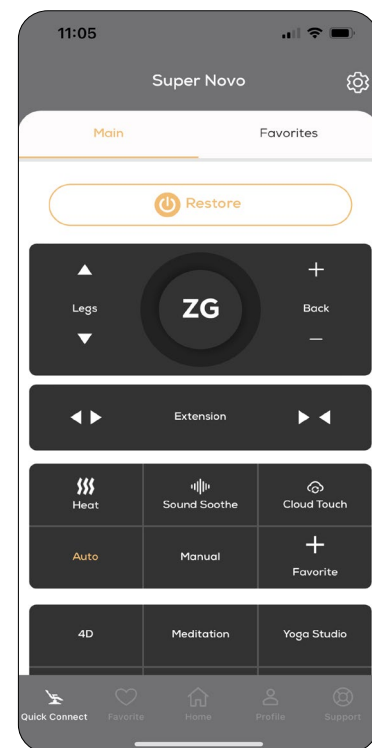 11:05
Super Novo
Main Favorites
Restore
Legs ZG Back
Extension
Heat Sound Soothe Cloud Touch
Auto Manual Favorite
4D Meditation Yoga Studio
Quick Connect Favorite Home Profile Support